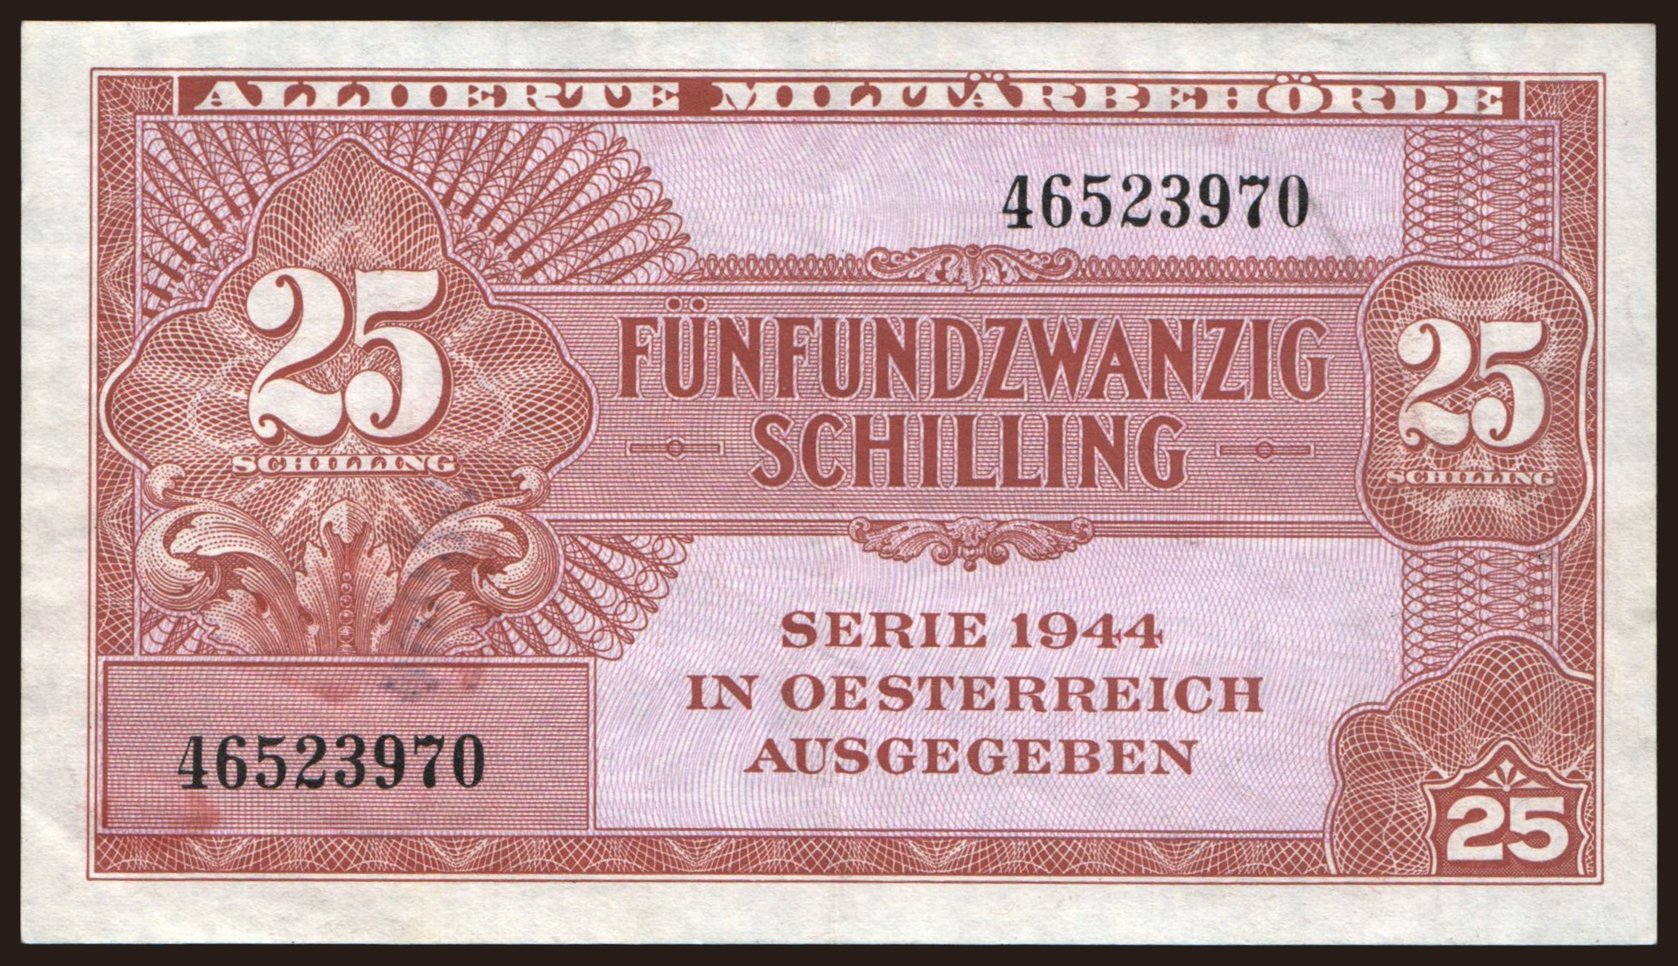 ALLIIERTE MILITÄRBEHÖRDE
46523970
25
SCHILLING
FÜNFUNDZWANZIG
SCHILLING
25
SCHILLING
SERIE 1944
IN OESTERREICH
AUSGEGEBEN
46523970
25